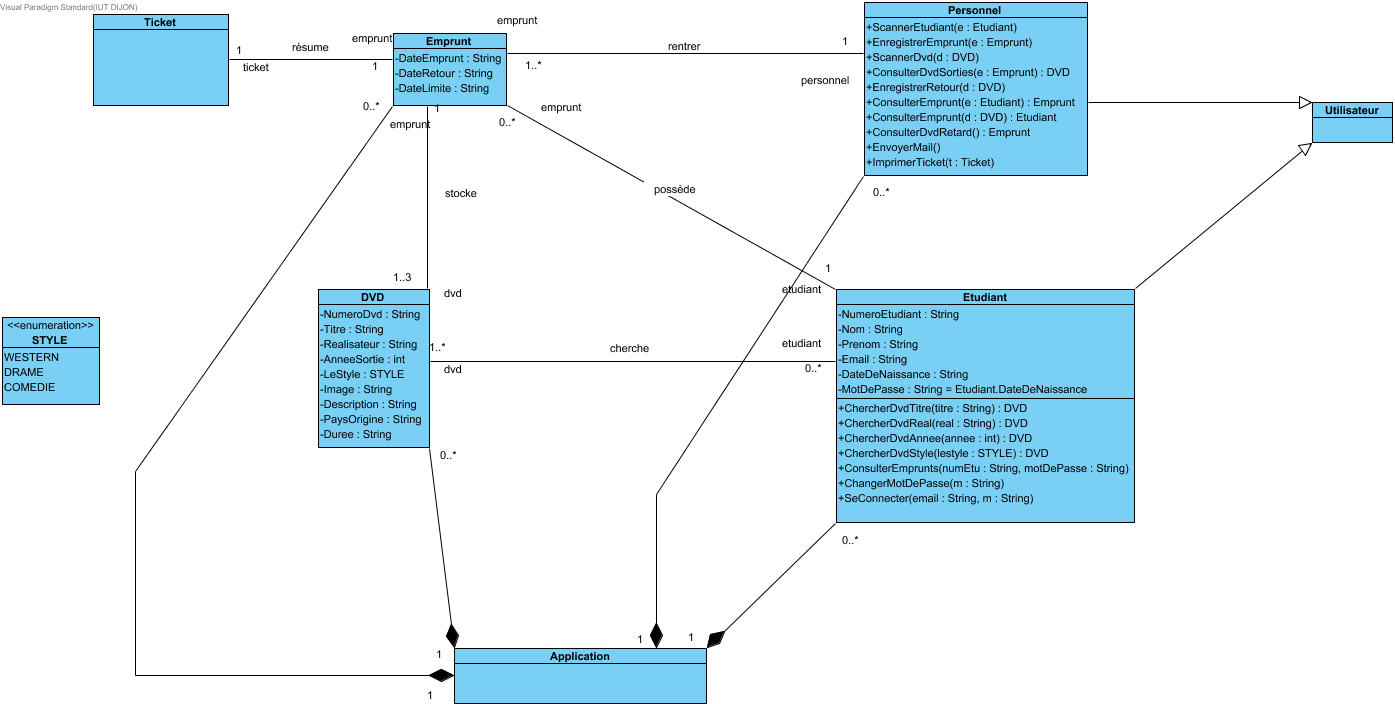 Visual Paradigm Standard(IUT DIJON)
Ticket
1
résume
ticket
1
emprunt
emprunt
Emprunt
-DateEmprunt : String
-DateRetour : String
-DateLimite : String
1..*
rentrer
1
personnel
Personnel
+ScannerEtudiant(e : Etudiant)
+EnregistrerEmprunt(e : Emprunt)
+ScannerDvd(d : DVD)
+ConsulterDvdSorties(e : Emprunt) : DVD
+EnregistrerRetour(d : DVD)
+ConsulterEmprunt(e : Etudiant) : Emprunt
+ConsulterEmprunt(d : DVD) : Etudiant
+ConsulterDvdRetard() : Emprunt
+EnvoyerMail()
+ImprimerTicket(t : Ticket)
Utilisateur
0..*
1
emprunt
0..*
emprunt
stocke
possède
0..*
1
etudiant
1..3
dvd
<<enumeration>>
STYLE
WESTERN
DRAME
COMEDIE
DVD
-NumeroDvd : String
-Titre : String
-Realisateur : String
-AnneeSortie : int
-LeStyle : STYLE
-Image : String
-Description : String
-PaysOrigine : String
-Duree : String
1..*
dvd
cherche
etudiant
0..*
Etudiant
-NumeroEtudiant : String
-Nom : String
-Prenom : String
-Email : String
-DateDeNaissance : String
-MotDePasse : String = Etudiant.DateDeNaissance
+ChercherDvdTitre(titre : String) : DVD
+ChercherDvdReal(real : String) : DVD
+ChercherDvdAnnee(annee : int) : DVD
+ChercherDvdStyle(lestyle : STYLE) : DVD
+ConsulterEmprunts(numEtu : String, motDePasse : String)
+ChangerMotDePasse(m : String)
+SeConnecter(email : String, m : String)
0..*
0..*
1
1
1
1
Application